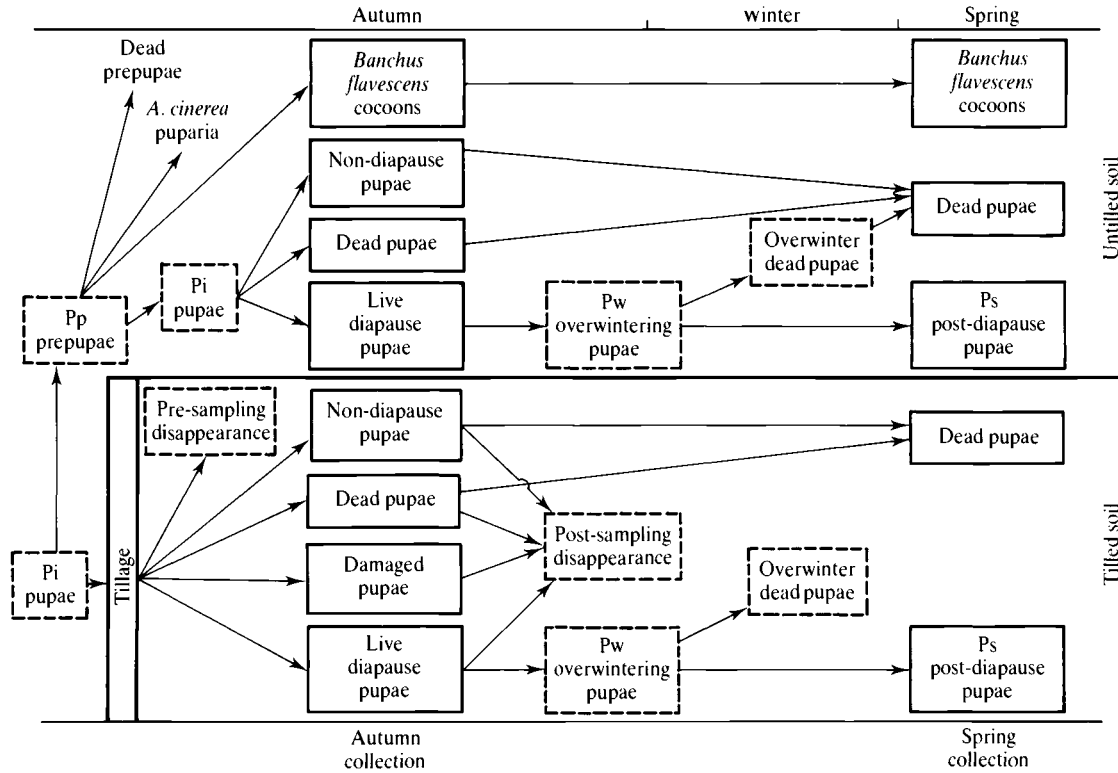 Autumn
winter
Spring
Dead
prepupae
A. cinerea
puparia
Banchus
flavescens
cocoons
Banchus
flavescens
cocoons
Non-diapause
pupae
Dead pupae
Dead pupae
Overwinter
dead pupae
Pi
pupae
Pp
prepupae
Live
diapause
pupae
Pw
overwintering
pupae
Ps
post-diapause
pupae
Untilled soil
Pre-sampling
disappearance
Non-diapause
pupae
Dead pupae
Dead pupae
Post-sampling
disappearance
Pi
pupae
Tillage
Damaged
pupae
Overwinter
dead pupae
Live
diapause
pupae
Pw
overwintering
pupae
Ps
post-diapause
pupae
Tilled soil
Autumn
collection
Spring
collection